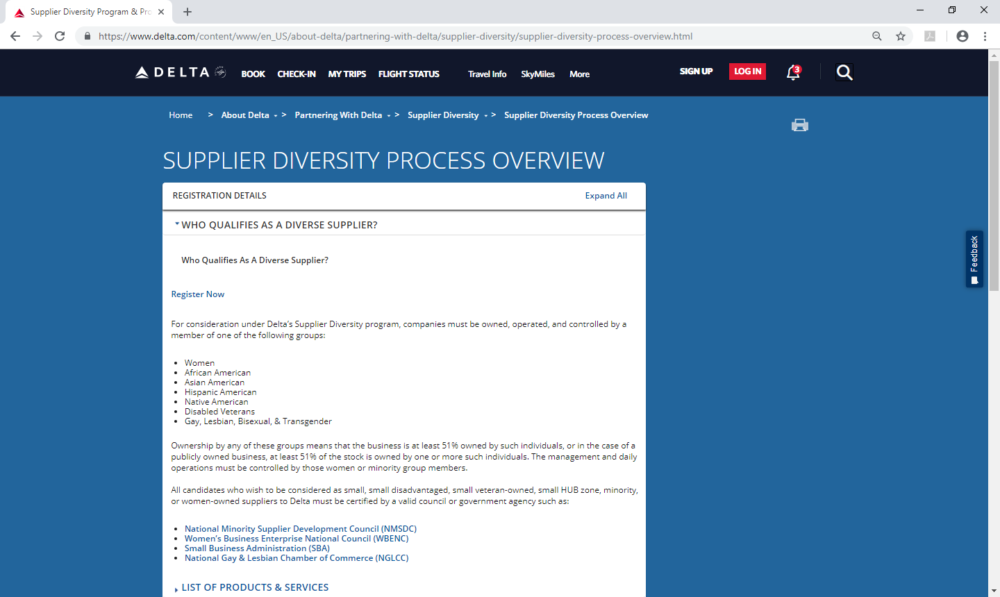 Supplier Diversity Program & Pro
https://www.delta.com/content/www/en_US/about-delta/partnering-with-delta/supplier-diversity/supplier-diversity-process-overview.html
DELTA BOOK CHECK-IN MY TRIPS FLIGHT STATUS Travel Info SkyMiles More SIGN UP LOG IN 3
Home > About Delta > Partnering With Delta > Supplier Diversity > Supplier Diversity Process Overview
SUPPLIER DIVERSITY PROCESS OVERVIEW
REGISTRATION DETAILS Expand All
WHO QUALIFIES AS A DIVERSE SUPPLIER?
Feedback
Who Qualifies As A Diverse Supplier?
Register Now
For consideration under Delta's Supplier Diversity program, companies must be owned, operated, and controlled by a
member of one of the following groups:
• Women
• African American
• Asian American
• Hispanic American
• Native American
• Disabled Veterans
• Gay, Lesbian, Bisexual, & Transgender
Ownership by any of these groups means that the business is at least 51% owned by such individuals, or in the case of a
publicly owned business, at least 51% of the stock is owned by one or more such individuals. The management and daily
operations must be controlled by those women or minority group members.
All candidates who wish to be considered as small, small disadvantaged, small veteran-owned, small HUB zone, minority,
or women-owned suppliers to Delta must be certified by a valid council or government agency such as:
• National Minority Supplier Development Council (NMSDC)
• Women's Business Enterprise National Council (WBENC)
• Small Business Administration (SBA)
• National Gay & Lesbian Chamber of Commerce (NGLCC)
LIST OF PRODUCTS & SERVICES